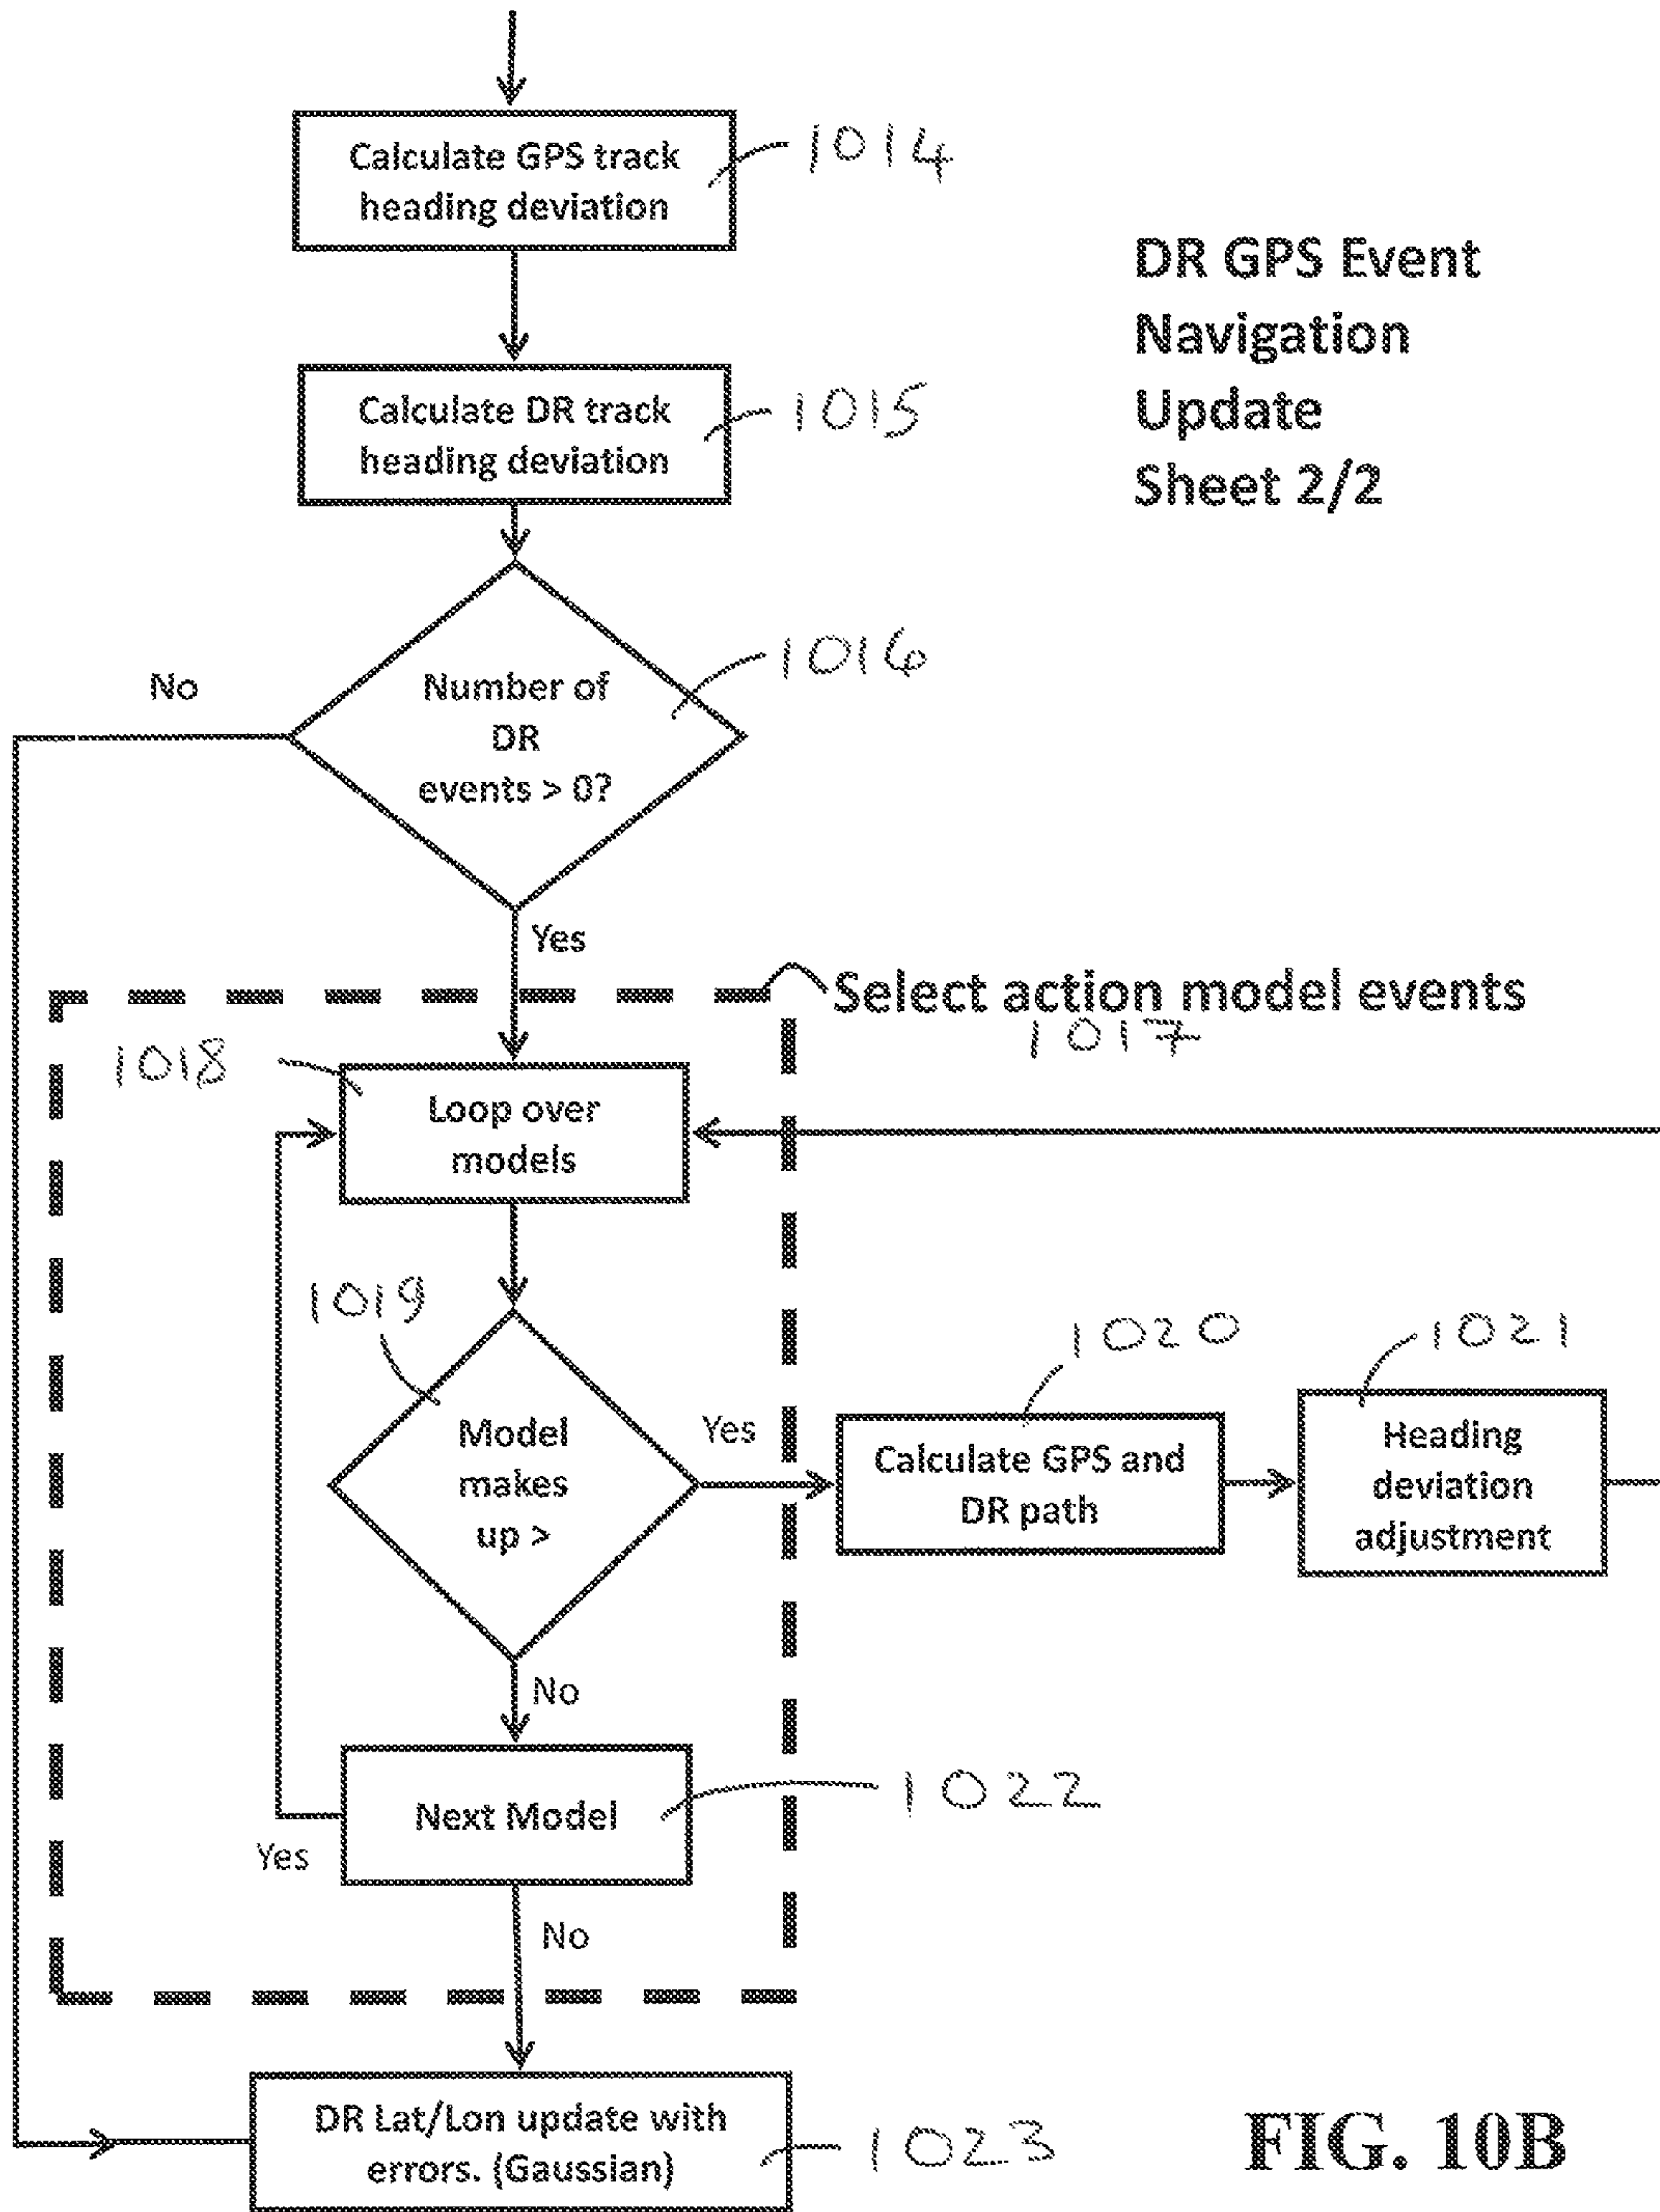 Calculate GPS track
heading deviation
1014
DR GPS Event
Navigation
Update
Sheet 2/2
Calculate DR track
heading deviation
1015
No
Number of
DR
events > 0?
1016
Yes
Select action model events
1017
1018
Loop over
models
1019
Model
makes
up >
Yes
1020
Calculate GPS and
DR path
1021
Heading
deviation
adjustment
No
Next Model
1022
Yes
No
DR Lat/Lon update with
errors. (Gaussian)
1023
FIG. 10B